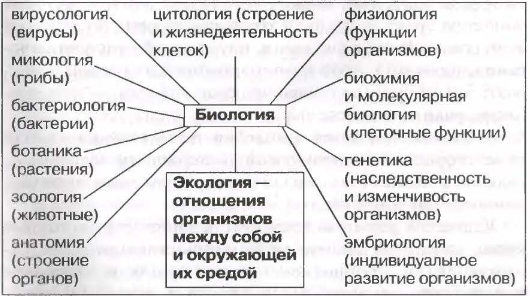 вирусология
(вирусы)
микология
(грибы)
бактериология
(бактерии)
ботаника
(растения)
зоология
(животные)
анатомия
(строение
органов)
цитология (строение
и жизнедеятельность
клеток)
Биология
Экология —
отношения
организмов
между собой
и окружающей
их средой
физиология
(функции
организмов)
биохимия
и молекулярная
биология
(клеточные функции)
генетика
(наследственность
и изменчивость
организмов)
эмбриология
(индивидуальное
развитие организмов)